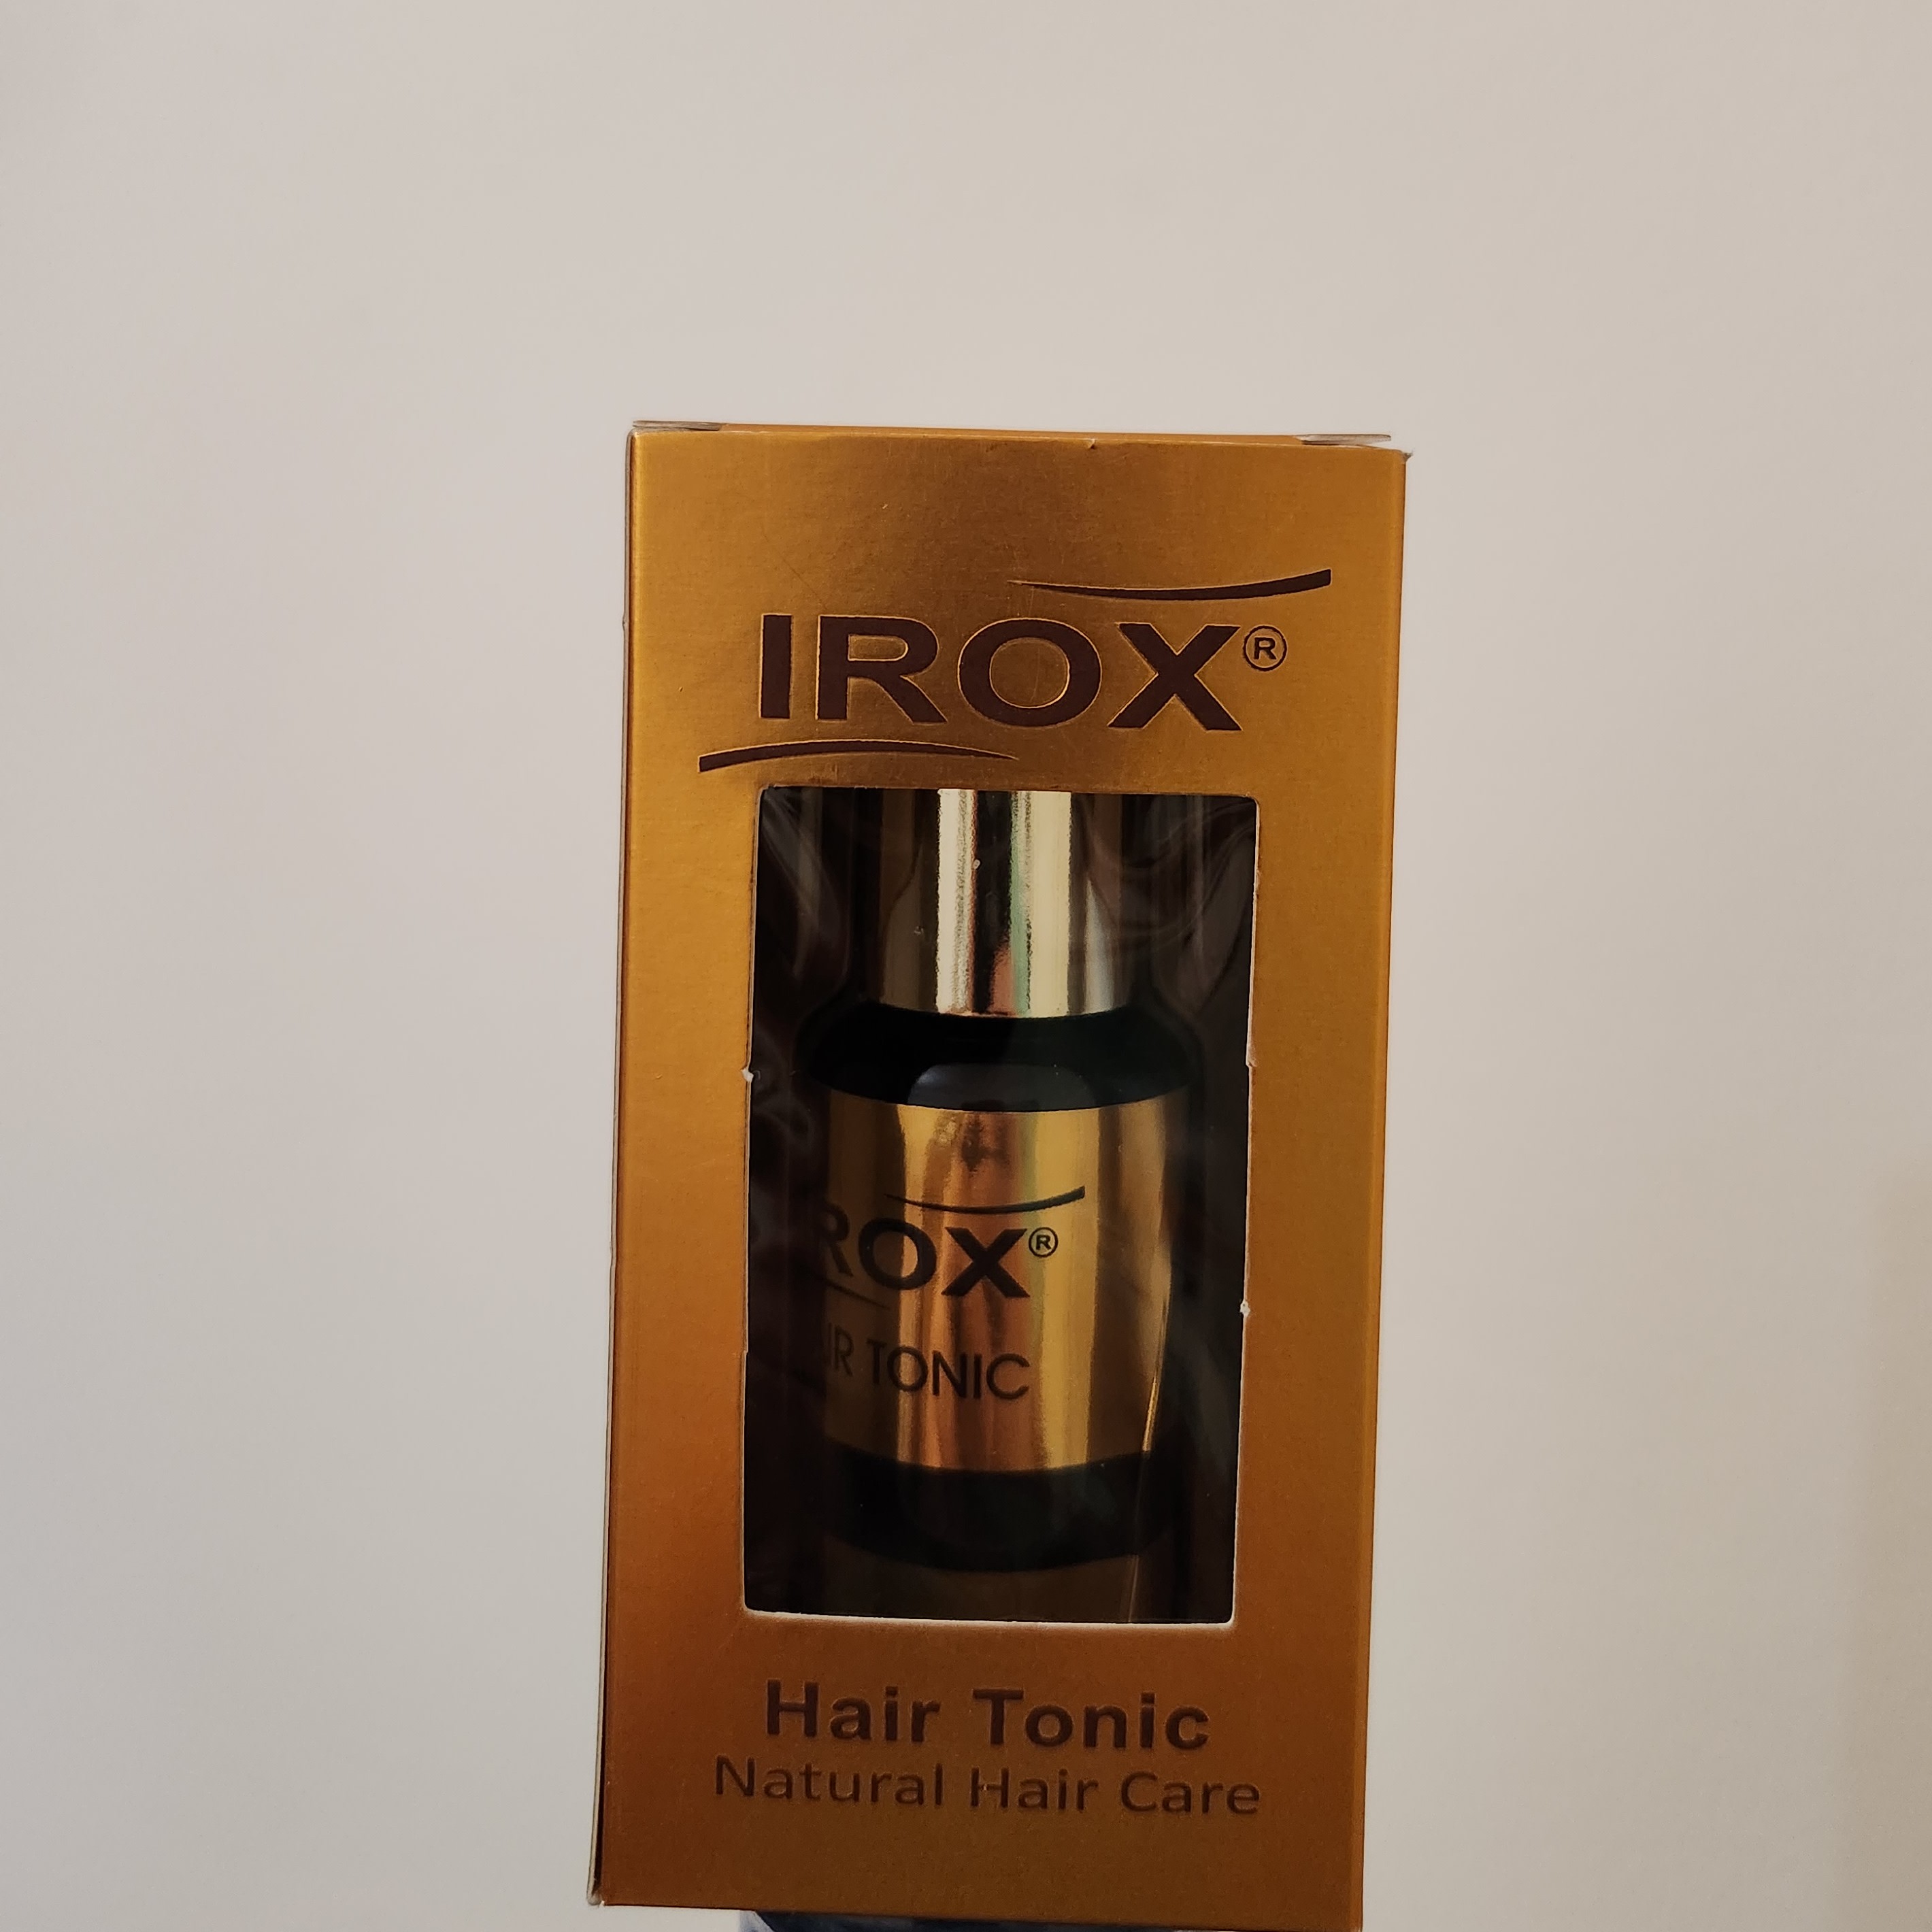 IROX®
ROX®
IR TONIC
Hair Tonic
Natural Hair Care